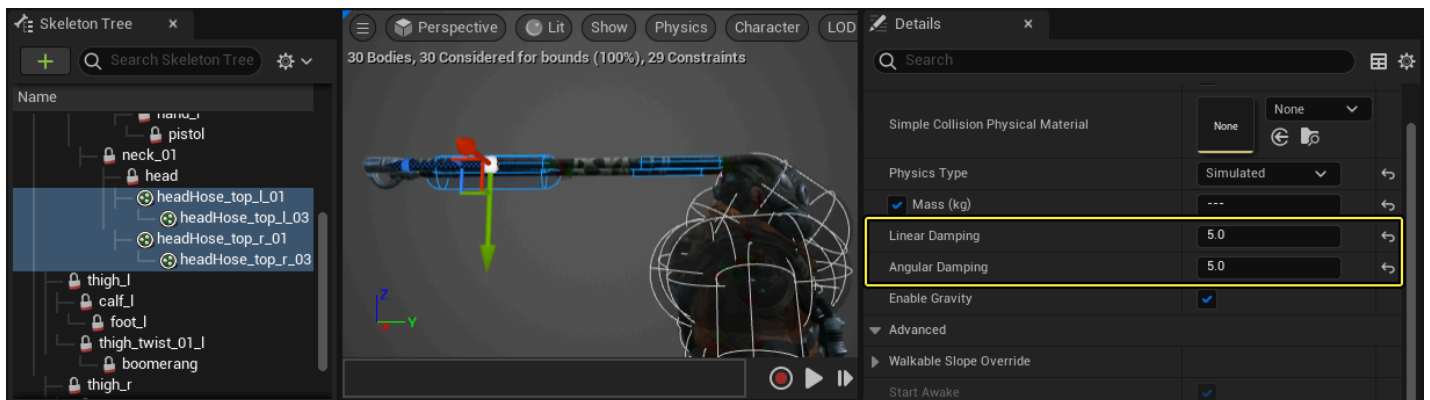 Skeleton Tree
Search Skeleton Tree
Name
pistol
neck_01
head
headHose_top_l_01
headHose_top_l_03
headHose_top_r_01
headHose_top_r_03
thigh_l
calf_l
foot_l
thigh_twist_01_l
boomerang
thigh_r
Perspective
Lit
Show
Physics
Character
LOD
30 Bodies, 30 Considered for bounds (100%), 29 Constraints
Z
X
Y
Details
Search
Simple Collision Physical Material
None
None
Physics Type
Simulated
Mass (kg)
---
Linear Damping
5.0
Angular Damping
5.0
Enable Gravity
Advanced
Walkable Slope Override
Start Awake